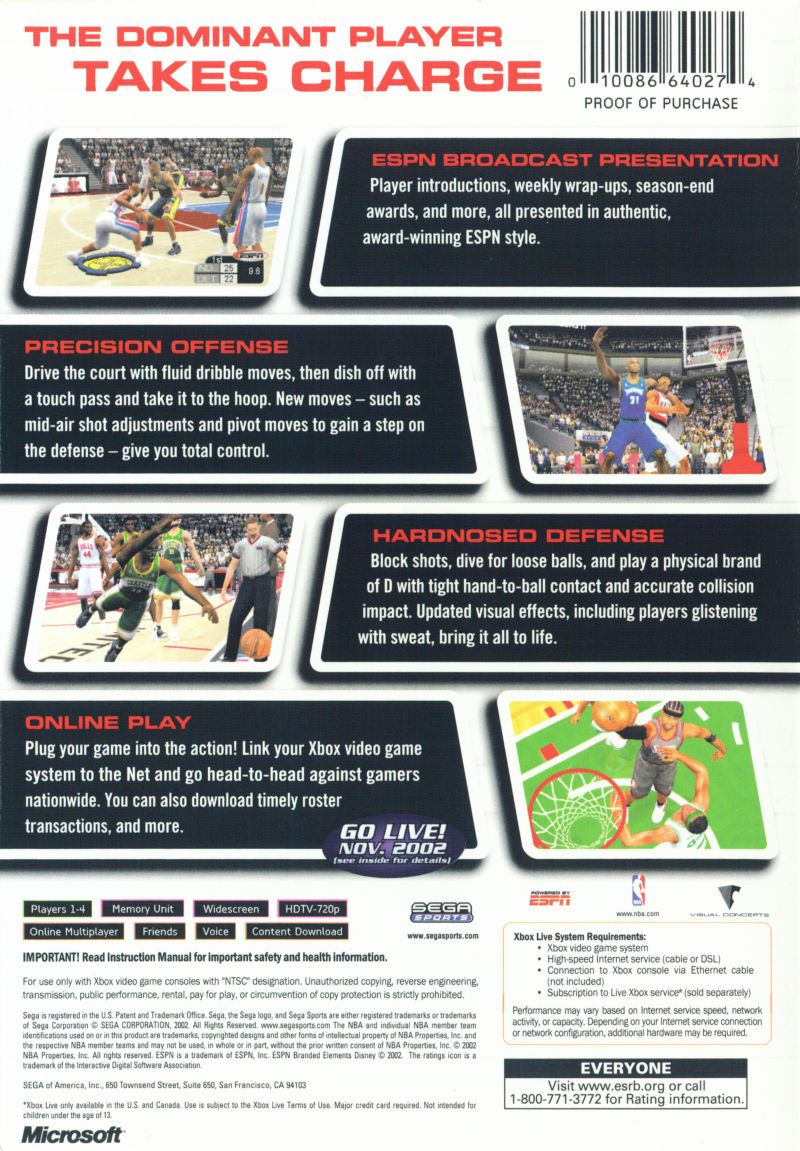 THE DOMINANT PLAYER
TAKES CHARGE
0 10086 64027 4
PROOF OF PURCHASE
ESPN BROADCAST PRESENTATION
Player introductions, weekly wrap-ups, season-end
awards, and more, all presented in authentic,
award-winning ESPN style.
1st
ESPN
IND 25
DET 22
9.6
PRECISION OFFENSE
Drive the court with fluid dribble moves, then dish off with
a touch pass and take it to the hoop. New moves – such as
mid-air shot adjustments and pivot moves to gain a step on
the defense – give you total control.
21
HARDNOSED DEFENSE
Block shots, dive for loose balls, and play a physical brand
of D with tight hand-to-ball contact and accurate collision
impact. Updated visual effects, including players glistening
with sweat, bring it all to life.
BULLS
44
SEATTLE
ONLINE PLAY
Plug your game into the action! Link your Xbox video game
system to the Net and go head-to-head against gamers
nationwide. You can also download timely roster
transactions, and more.
GO LIVE!
NOV. 2002
(see inside for details)
Players 1-4
Memory Unit
Widescreen
HDTV-720p
Online Multiplayer
Friends
Voice
Content Download
SEGA
SPORTS
www.segasports.com
POWERED BY
ESPN
NBA
www.nba.com
VISUAL CONCEPTS
IMPORTANT! Read Instruction Manual for important safety and health information.
For use only with Xbox video game consoles with "NTSC" designation. Unauthorized copying, reverse engineering,
transmission, public performance, rental, pay for play, or circumvention of copy protection is strictly prohibited.
Sega is registered in the U.S. Patent and Trademark Office. Sega, the Sega logo, and Sega Sports are either registered trademarks or trademarks
of Sega Corporation © SEGA CORPORATION, 2002. All Rights Reserved. www.segasports.com The NBA and individual NBA member team
identifications used on or in this product are trademarks, copyrighted designs and other forms of intellectual property of NBA Properties, Inc. and
the respective NBA member teams and may not be used, in whole or in part, without the prior written consent of NBA Properties, Inc. © 2002
NBA Properties, Inc. All rights reserved. ESPN is a trademark of ESPN, Inc. ESPN Branded Elements Disney © 2002. The ratings icon is a
trademark of the Interactive Digital Software Association.
SEGA of America, Inc., 650 Townsend Street, Suite 650, San Francisco, CA 94103
*Xbox Live only available in the U.S. and Canada. Use is subject to the Xbox Live Terms of Use. Major credit card required. Not intended for
children under the age of 13.
Microsoft
Xbox Live System Requirements:
• Xbox video game system
• High-speed Internet service (cable or DSL)
• Connection to Xbox console via Ethernet cable
(not included)
• Subscription to Live Xbox service* (sold separately)
Performance may vary based on Internet service speed, network
activity, or capacity. Depending on your Internet service connection
or network configuration, additional hardware may be required.
EVERYONE
Visit www.esrb.org or call
1-800-771-3772 for Rating information.